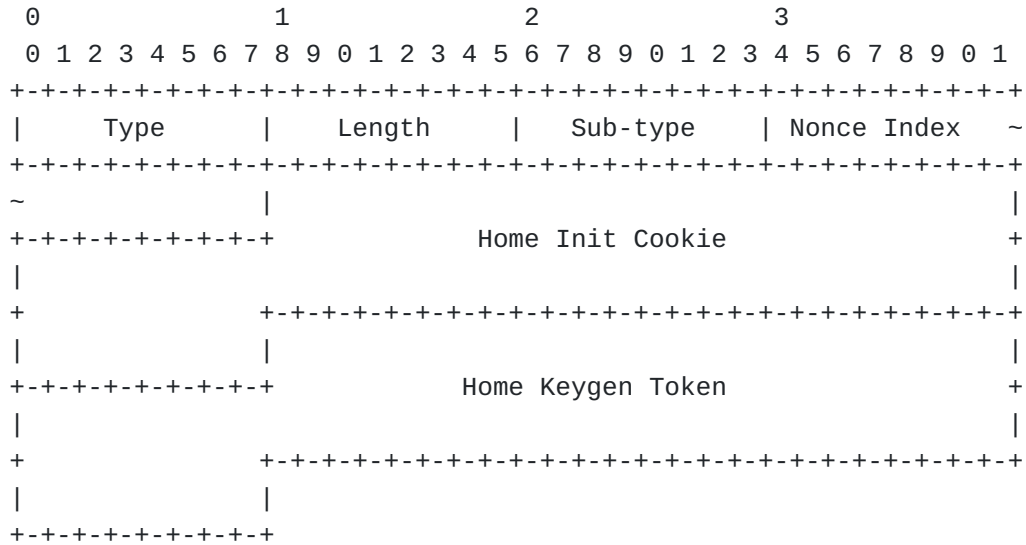 0                   1                   2                   3
 0 1 2 3 4 5 6 7 8 9 0 1 2 3 4 5 6 7 8 9 0 1 2 3 4 5 6 7 8 9 0 1
+-+-+-+-+-+-+-+-+-+-+-+-+-+-+-+-+-+-+-+-+-+-+-+-+-+-+-+-+-+-+-+-+
|      Type     |    Length     |   Sub-type    | Nonce Index   ~
+-+-+-+-+-+-+-+-+-+-+-+-+-+-+-+-+-+-+-+-+-+-+-+-+-+-+-+-+-+-+-+-+
~               |                                               |
+-+-+-+-+-+-+-+-+             Home Init Cookie                  +
|                                                               |
+               +-+-+-+-+-+-+-+-+-+-+-+-+-+-+-+-+-+-+-+-+-+-+-+-+
|               |                                               |
+-+-+-+-+-+-+-+-+            Home Keygen Token                  +
|                                                               |
+               +-+-+-+-+-+-+-+-+-+-+-+-+-+-+-+-+-+-+-+-+-+-+-+-+
|               |
+-+-+-+-+-+-+-+-+